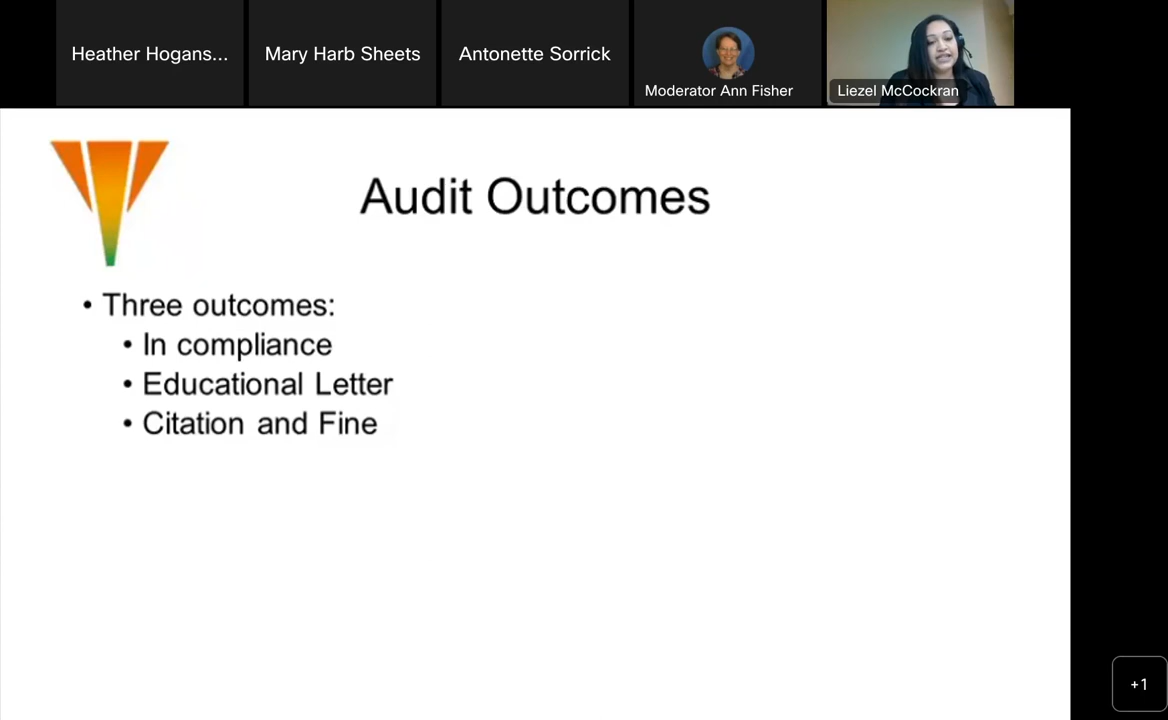 Heather Hogans...
Mary Harb Sheets
Antonette Sorrick
Moderator Ann Fisher
Liezel McCockran
Audit Outcomes
• Three outcomes:
• In compliance
• Educational Letter
• Citation and Fine
+1